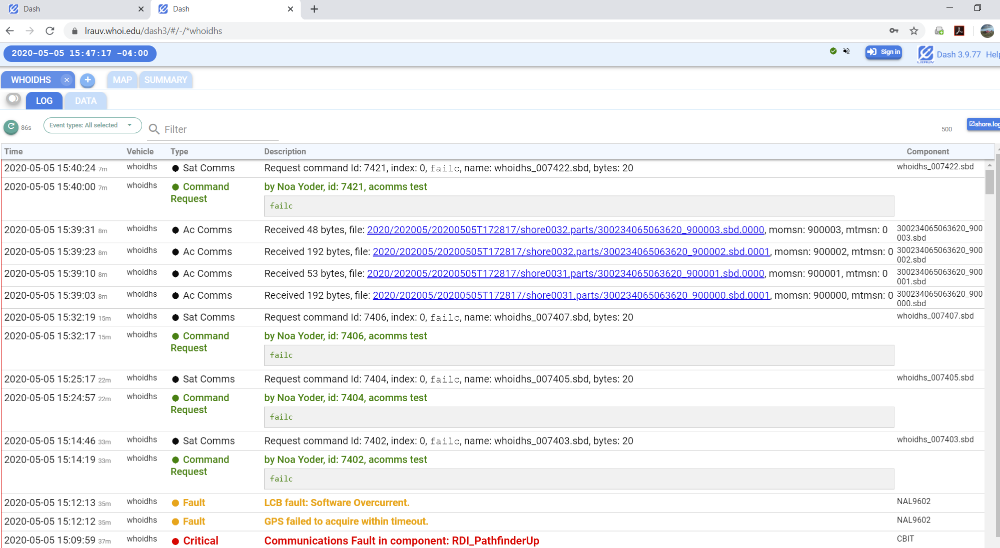 Dash
Dash
lrauv.whoi.edu/dash3/#/-/*whoidhs
2020-05-05 15:47:17 -04:00
Sign in
LRAUV
Dash 3.9.77 Help
WHOIDHS
MAP
SUMMARY
LOG
DATA
86s
Event types: All selected
Filter
500
shore.log
Time Vehicle Type Description Component
2020-05-05 15:40:24 7m whoidhs Sat Comms Request command Id: 7421, index: 0, failc, name: whoidhs_007422.sbd, bytes: 20 whoidhs_007422.sbd
2020-05-05 15:40:00 7m whoidhs Command Request by Noa Yoder, id: 7421, acomms test
failc
2020-05-05 15:39:31 8m whoidhs Ac Comms Received 48 bytes, file: 2020/202005/20200505T172817/shore0032.parts/300234065063620_900003.sbd.0000, momsn: 900003, mtmsn: 0 300234065063620_900003.sbd
2020-05-05 15:39:23 8m whoidhs Ac Comms Received 192 bytes, file: 2020/202005/20200505T172817/shore0032.parts/300234065063620_900002.sbd.0001, momsn: 900002, mtmsn: 0 300234065063620_900002.sbd
2020-05-05 15:39:10 8m whoidhs Ac Comms Received 53 bytes, file: 2020/202005/20200505T172817/shore0031.parts/300234065063620_900001.sbd.0000, momsn: 900001, mtmsn: 0 300234065063620_900001.sbd
2020-05-05 15:39:03 8m whoidhs Ac Comms Received 192 bytes, file: 2020/202005/20200505T172817/shore0031.parts/300234065063620_900000.sbd.0001, momsn: 900000, mtmsn: 0 300234065063620_900000.sbd
2020-05-05 15:32:19 15m whoidhs Sat Comms Request command Id: 7406, index: 0, failc, name: whoidhs_007407.sbd, bytes: 20 whoidhs_007407.sbd
2020-05-05 15:32:17 15m whoidhs Command Request by Noa Yoder, id: 7406, acomms test
failc
2020-05-05 15:25:17 22m whoidhs Sat Comms Request command Id: 7404, index: 0, failc, name: whoidhs_007405.sbd, bytes: 20 whoidhs_007405.sbd
2020-05-05 15:24:57 22m whoidhs Command Request by Noa Yoder, id: 7404, acomms test
failc
2020-05-05 15:14:46 33m whoidhs Sat Comms Request command Id: 7402, index: 0, failc, name: whoidhs_007403.sbd, bytes: 20 whoidhs_007403.sbd
2020-05-05 15:14:19 33m whoidhs Command Request by Noa Yoder, id: 7402, acomms test
failc
2020-05-05 15:12:13 35m whoidhs Fault LCB fault: Software Overcurrent. NAL9602
2020-05-05 15:12:12 35m whoidhs Fault GPS failed to acquire within timeout. NAL9602
2020-05-05 15:09:59 37m whoidhs Critical Communications Fault in component: RDI_PathfinderUp CBIT